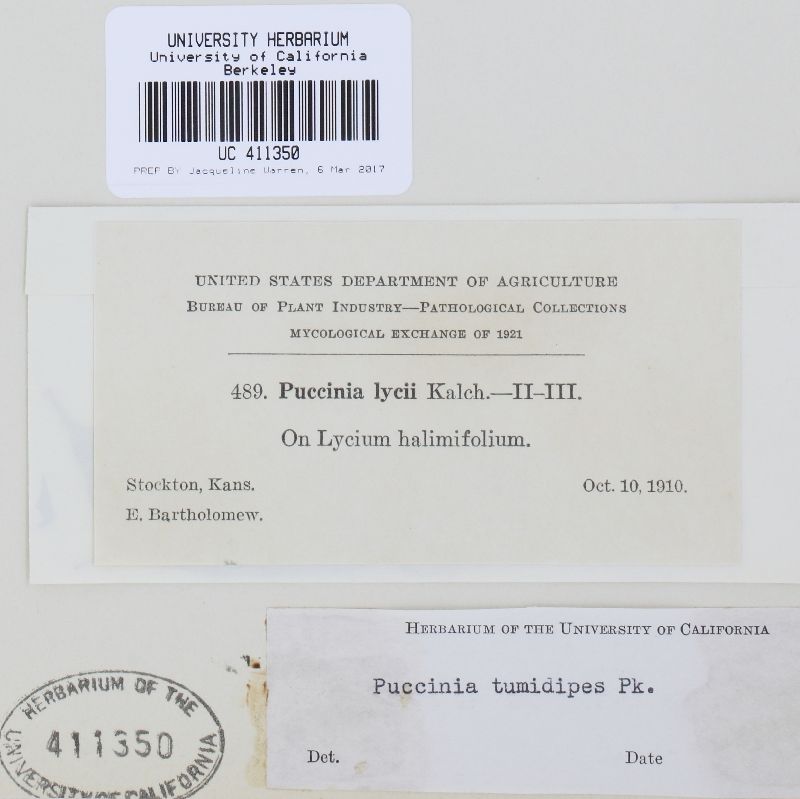 UNIVERSITY HERBARIUM
University of California
Berkeley
UC 411350
PREP BY Jacqueline Warren, 6 Mar 2017
UNITED STATES DEPARTMENT OF AGRICULTURE
BUREAU OF PLANT INDUSTRY—PATHOLOGICAL COLLECTIONS
MYCOLOGICAL EXCHANGE OF 1921
489. Puccinia lycii Kalch.—II–III.
On Lycium halimifolium.
Stockton, Kans. Oct. 10, 1910.
E. Bartholomew.
HERBARIUM OF THE UNIVERSITY OF CALIFORNIA
Puccinia tumidipes Pk.
Det. Date
HERBARIUM OF THE
411350
UNIVERSITY OF CALIFORNIA